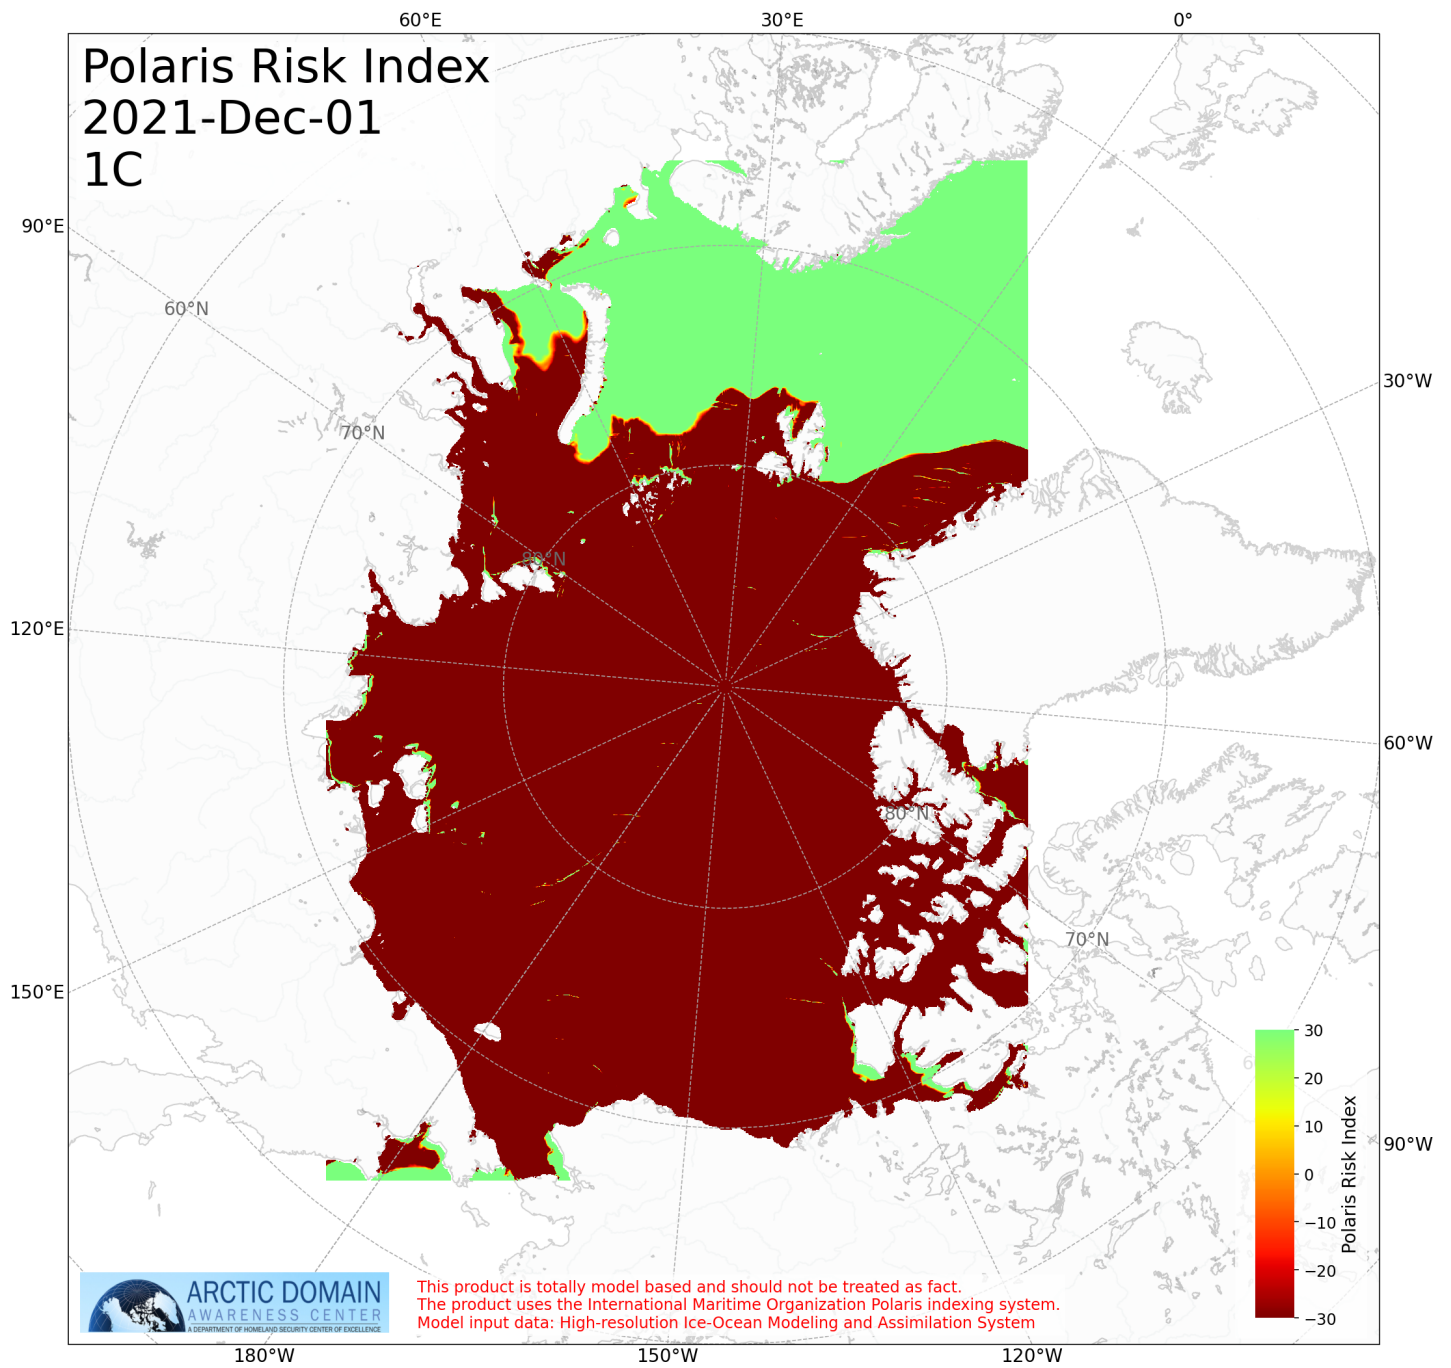 60°E 30°E 0°
Polaris Risk Index
2021-Dec-01
1C
90°E
60°N
30°W
70°N
80°N
120°E
60°W
80°N
70°N
150°E
30
20
10
0
−10
−20
−30
Polaris Risk Index
90°W
ARCTIC DOMAIN
AWARENESS CENTER
A DEPARTMENT OF HOMELAND SECURITY CENTER OF EXCELLENCE
This product is totally model based and should not be treated as fact.
The product uses the International Maritime Organization Polaris indexing system.
Model input data: High-resolution Ice-Ocean Modeling and Assimilation System
180°W 150°W 120°W